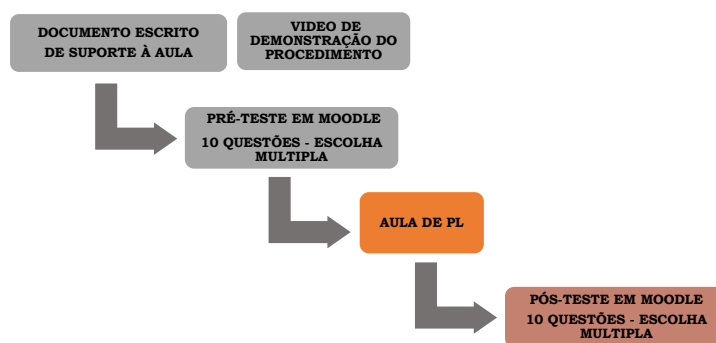 DOCUMENTO ESCRITO
DE SUPORTE À AULA
VIDEO DE
DEMONSTRAÇÃO DO
PROCEDIMENTO
PRÉ-TESTE EM MOODLE
10 QUESTÕES - ESCOLHA
MULTIPLA
AULA DE PL
PÓS-TESTE EM MOODLE
10 QUESTÕES - ESCOLHA
MULTIPLA